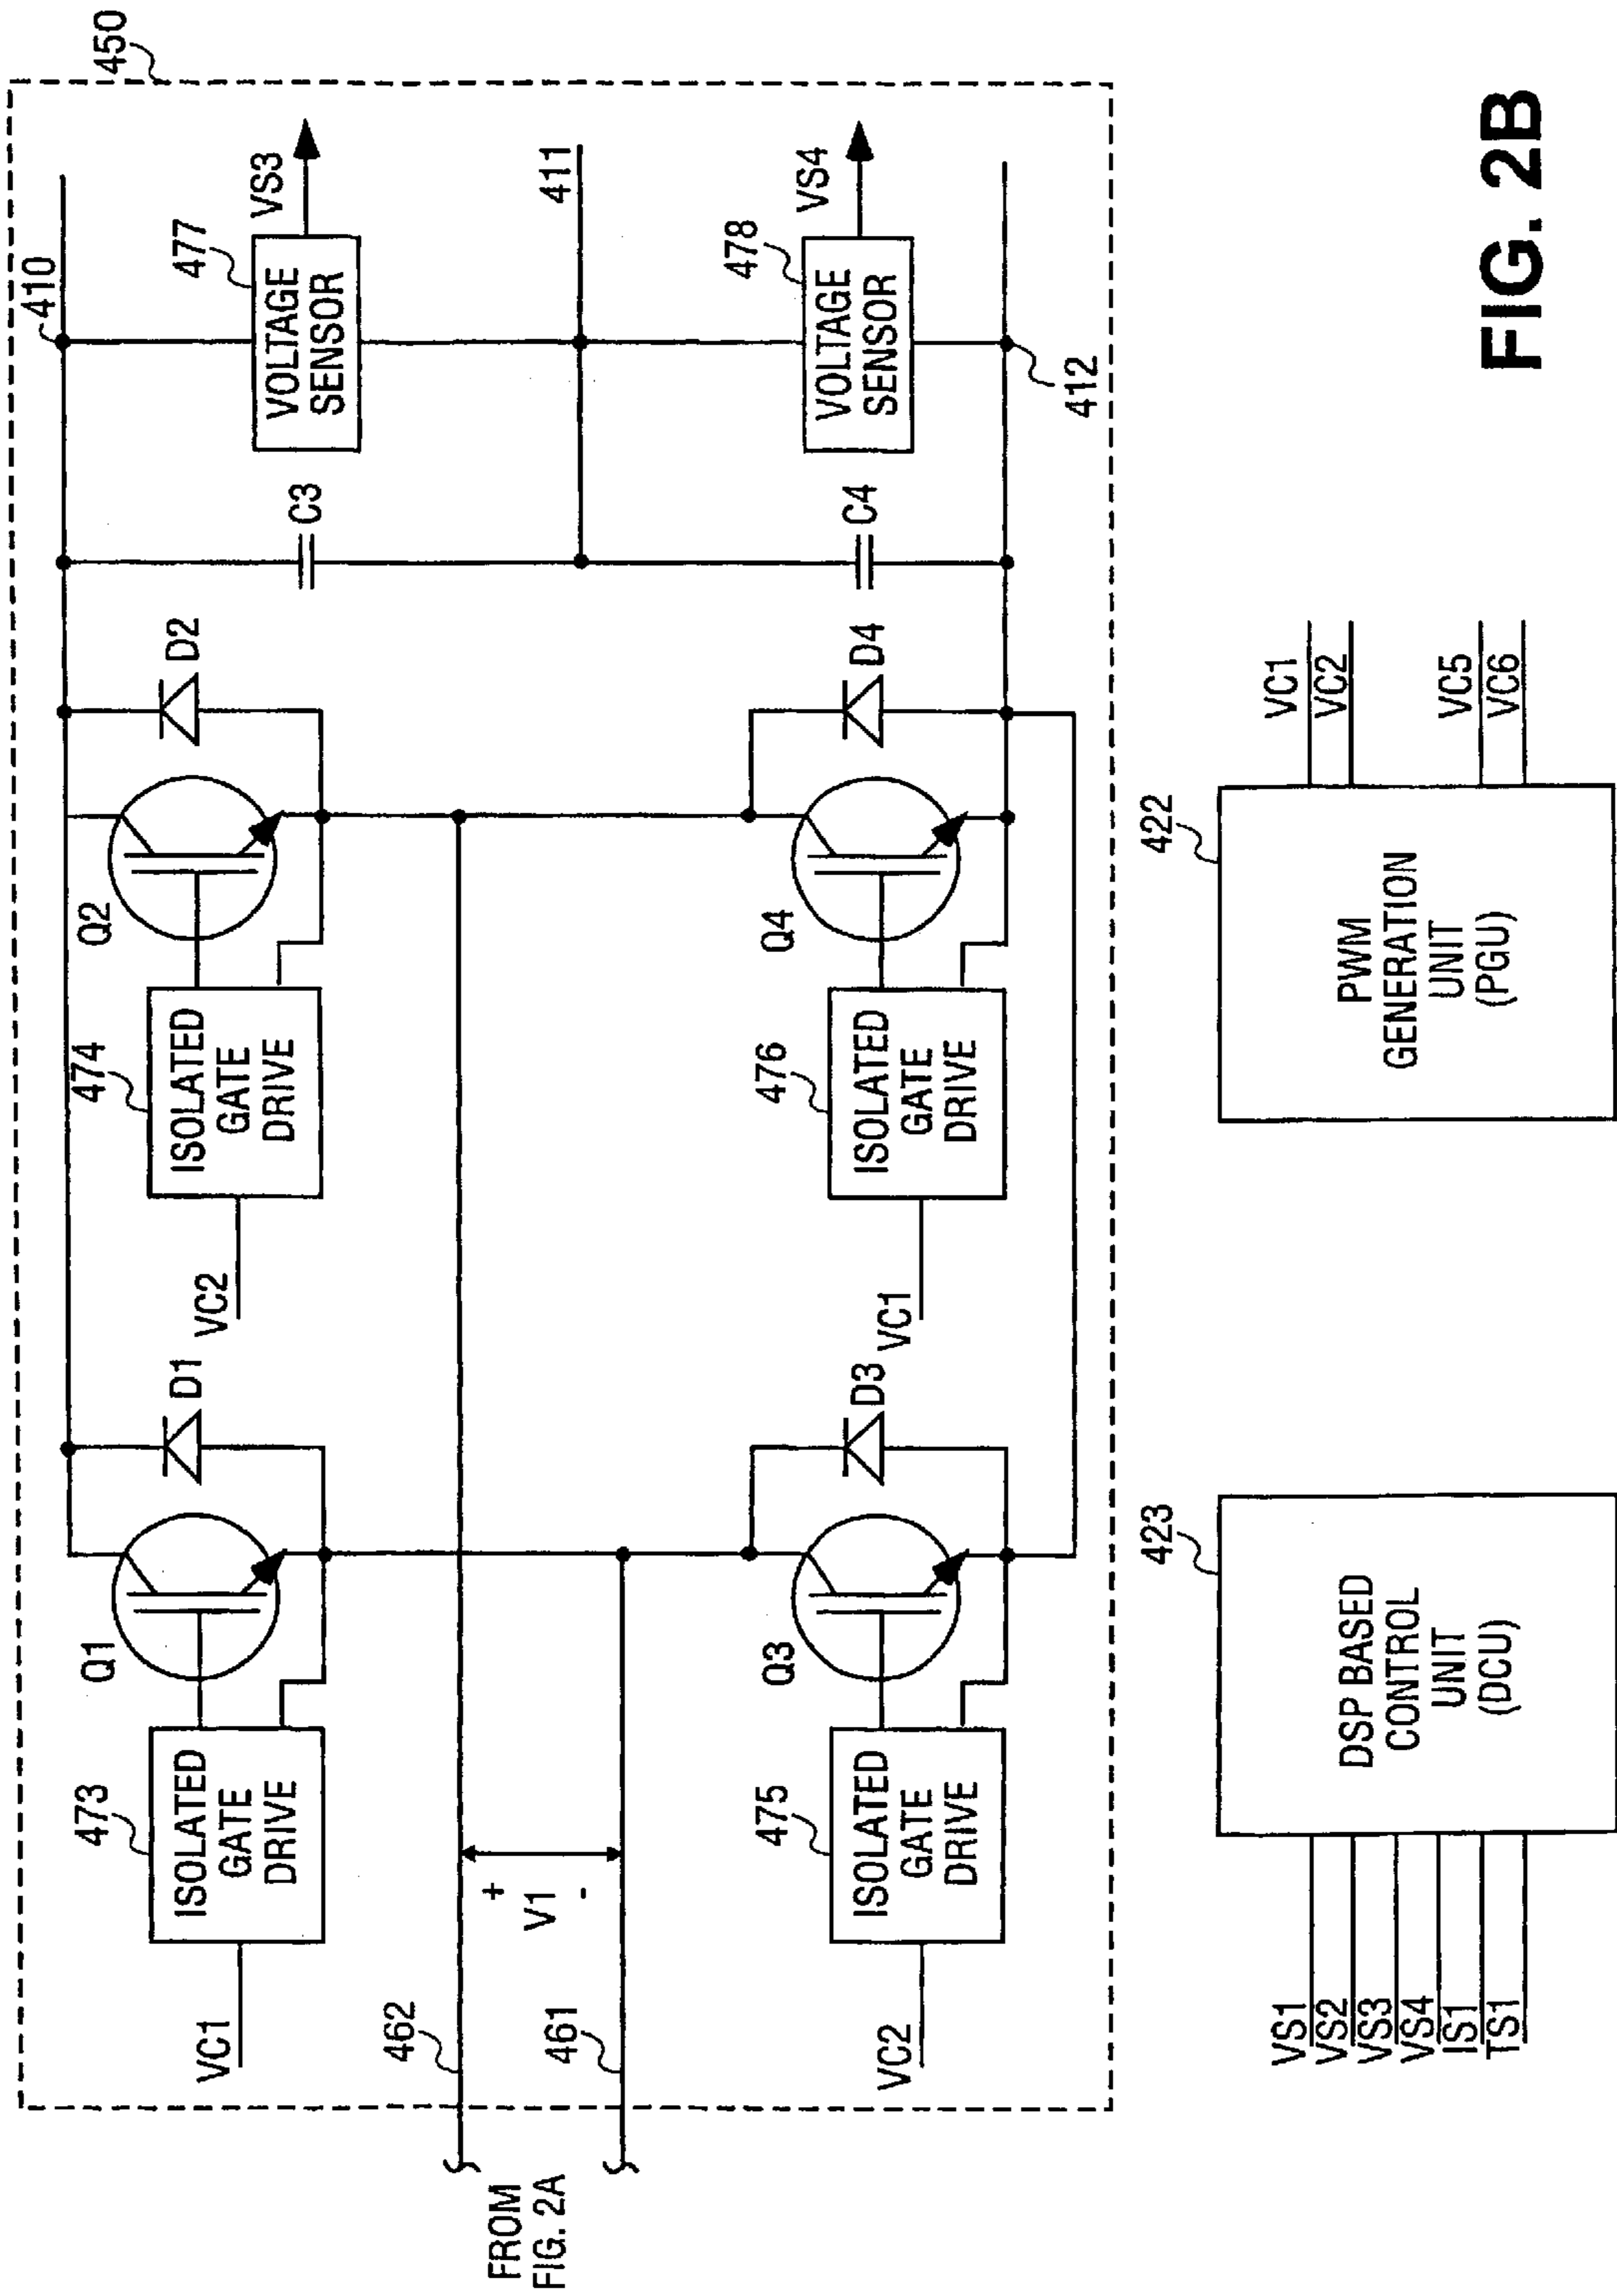 450
410
477
VS3
VOLTAGE
SENSOR
411
478
VS4
VOLTAGE
SENSOR
412
C3
C4
D2
Q2
474
ISOLATED
GATE
DRIVE
VC2
D4
Q4
476
ISOLATED
GATE
DRIVE
VC1
D1
Q1
473
ISOLATED
GATE
DRIVE
VC1
D3
Q3
475
ISOLATED
GATE
DRIVE
VC2
462
+
V1
-
461
FROM
FIG. 2A
423
DSP BASED
CONTROL
UNIT
(DCU)
VS1
VS2
VS3
VS4
IS1
TS1
422
PWM
GENERATION
UNIT
(PGU)
VC1
VC2
VC5
VC6
FIG. 2B